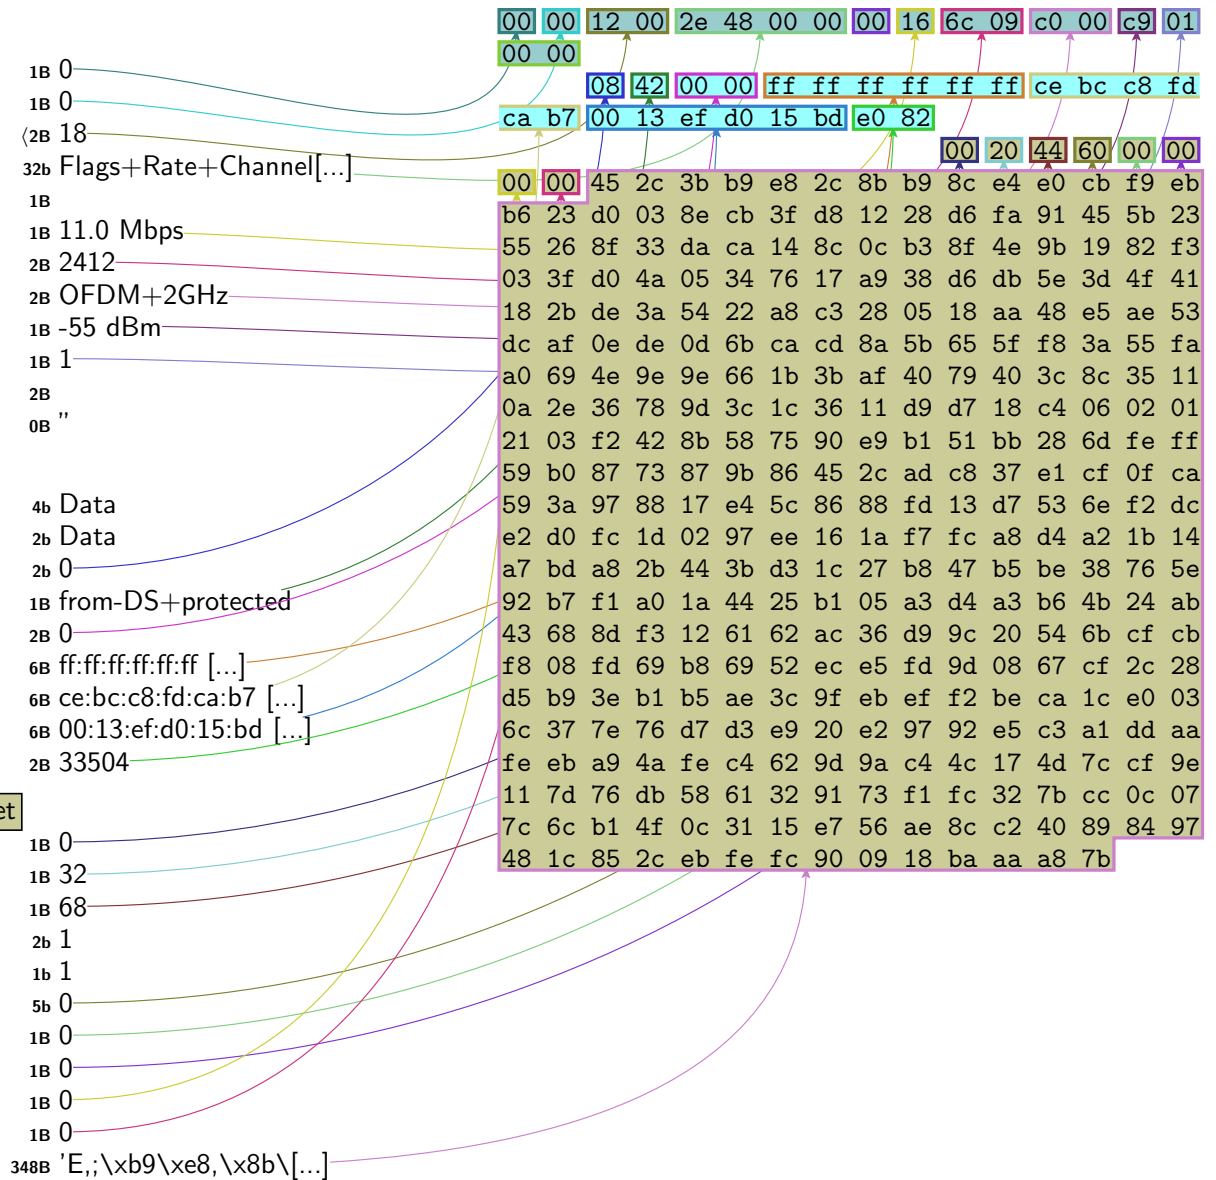 1B 0
1B 0
⟨2B 18
32b Flags+Rate+Channel[...]
1B
1B 11.0 Mbps
2B 2412
2B OFDM+2GHz
1B -55 dBm
1B 1
2B
0B ''
4b Data
2b Data
2b 0
1B from-DS+protected
2B 0
6B ff:ff:ff:ff:ff:ff [...]
6B ce:bc:c8:fd:ca:b7 [...]
6B 00:13:ef:d0:15:bd [...]
2B 33504
et
1B 0
1B 32
1B 68
2b 1
1b 1
5b 0
1B 0
1B 0
1B 0
1B 0
348B 'E,;\xb9\xe8,\x8b\[...]
00 00 12 00 2e 48 00 00 00 16 6c 09 c0 00 c9 01
00 00
08 42 00 00 ff ff ff ff ff ff ce bc c8 fd
ca b7 00 13 ef d0 15 bd e0 82
00 20 44 60 00 00
00 00 45 2c 3b b9 e8 2c 8b b9 8c e4 e0 cb f9 eb
b6 23 d0 03 8e cb 3f d8 12 28 d6 fa 91 45 5b 23
55 26 8f 33 da ca 14 8c 0c b3 8f 4e 9b 19 82 f3
03 3f d0 4a 05 34 76 17 a9 38 d6 db 5e 3d 4f 41
18 2b de 3a 54 22 a8 c3 28 05 18 aa 48 e5 ae 53
dc af 0e de 0d 6b ca cd 8a 5b 65 5f f8 3a 55 fa
a0 69 4e 9e 9e 66 1b 3b af 40 79 40 3c 8c 35 11
0a 2e 36 78 9d 3c 1c 36 11 d9 d7 18 c4 06 02 01
21 03 f2 42 8b 58 75 90 e9 b1 51 bb 28 6d fe ff
59 b0 87 73 87 9b 86 45 2c ad c8 37 e1 cf 0f ca
59 3a 97 88 17 e4 5c 86 88 fd 13 d7 53 6e f2 dc
e2 d0 fc 1d 02 97 ee 16 1a f7 fc a8 d4 a2 1b 14
a7 bd a8 2b 44 3b d3 1c 27 b8 47 b5 be 38 76 5e
92 b7 f1 a0 1a 44 25 b1 05 a3 d4 a3 b6 4b 24 ab
43 68 8d f3 12 61 62 ac 36 d9 9c 20 54 6b cf cb
f8 08 fd 69 b8 69 52 ec e5 fd 9d 08 67 cf 2c 28
d5 b9 3e b1 b5 ae 3c 9f eb ef f2 be ca 1c e0 03
6c 37 7e 76 d7 d3 e9 20 e2 97 92 e5 c3 a1 dd aa
fe eb a9 4a fe c4 62 9d 9a c4 4c 17 4d 7c cf 9e
11 7d 76 db 58 61 32 91 73 f1 fc 32 7b cc 0c 07
7c 6c b1 4f 0c 31 15 e7 56 ae 8c c2 40 89 84 97
48 1c 85 2c eb fe fc 90 09 18 ba aa a8 7b